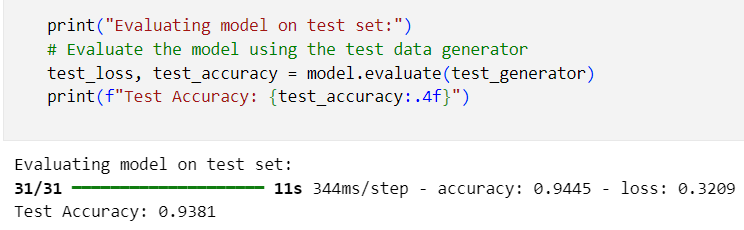 print("Evaluating model on test set:")
# Evaluate the model using the test data generator
test_loss, test_accuracy = model.evaluate(test_generator)
print(f"Test Accuracy: {test_accuracy:.4f}")
Evaluating model on test set:
31/31 11s 344ms/step - accuracy: 0.9445 - loss: 0.3209
Test Accuracy: 0.9381